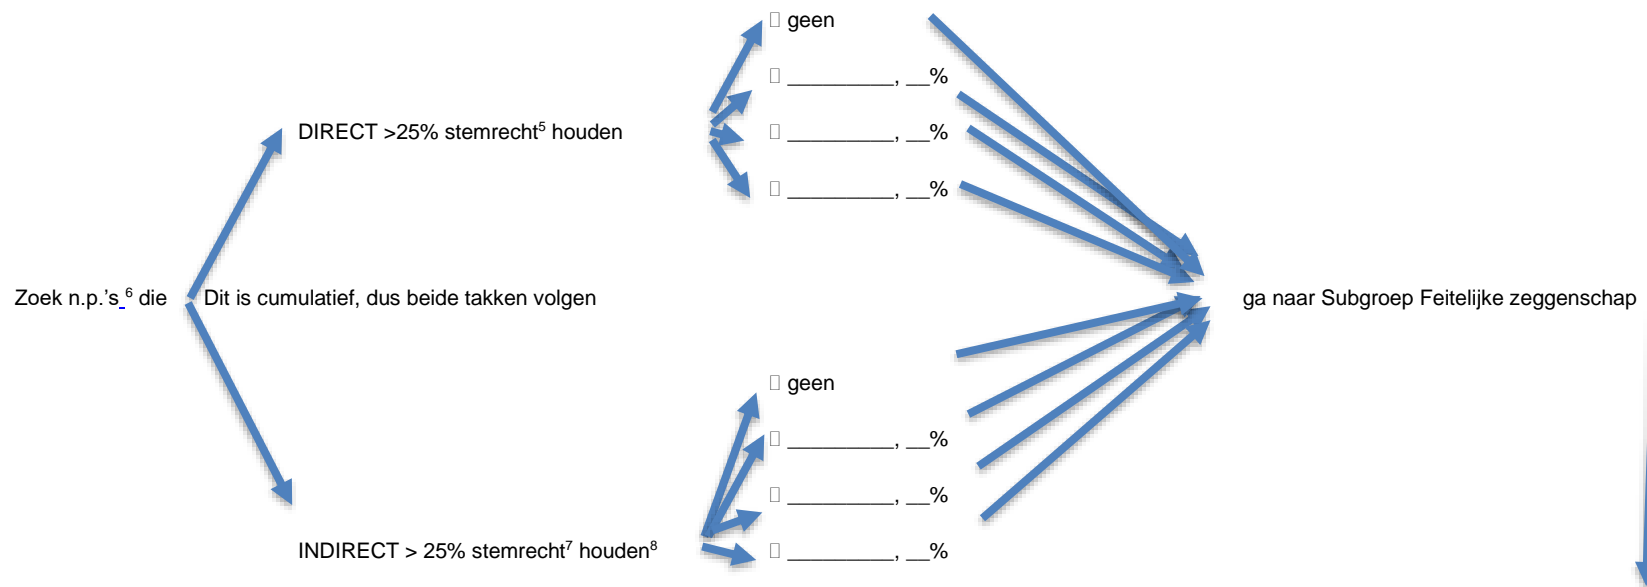 ☐ geen
☐ _________, __%
DIRECT >25% stemrecht⁵ houden
☐ _________, __%
☐ _________, __%
Zoek n.p.'s ⁶ die
Dit is cumulatief, dus beide takken volgen
ga naar Subgroep Feitelijke zeggenschap
☐ geen
☐ _________, __%
☐ _________, __%
INDIRECT > 25% stemrecht⁷ houden⁸
☐ _________, __%